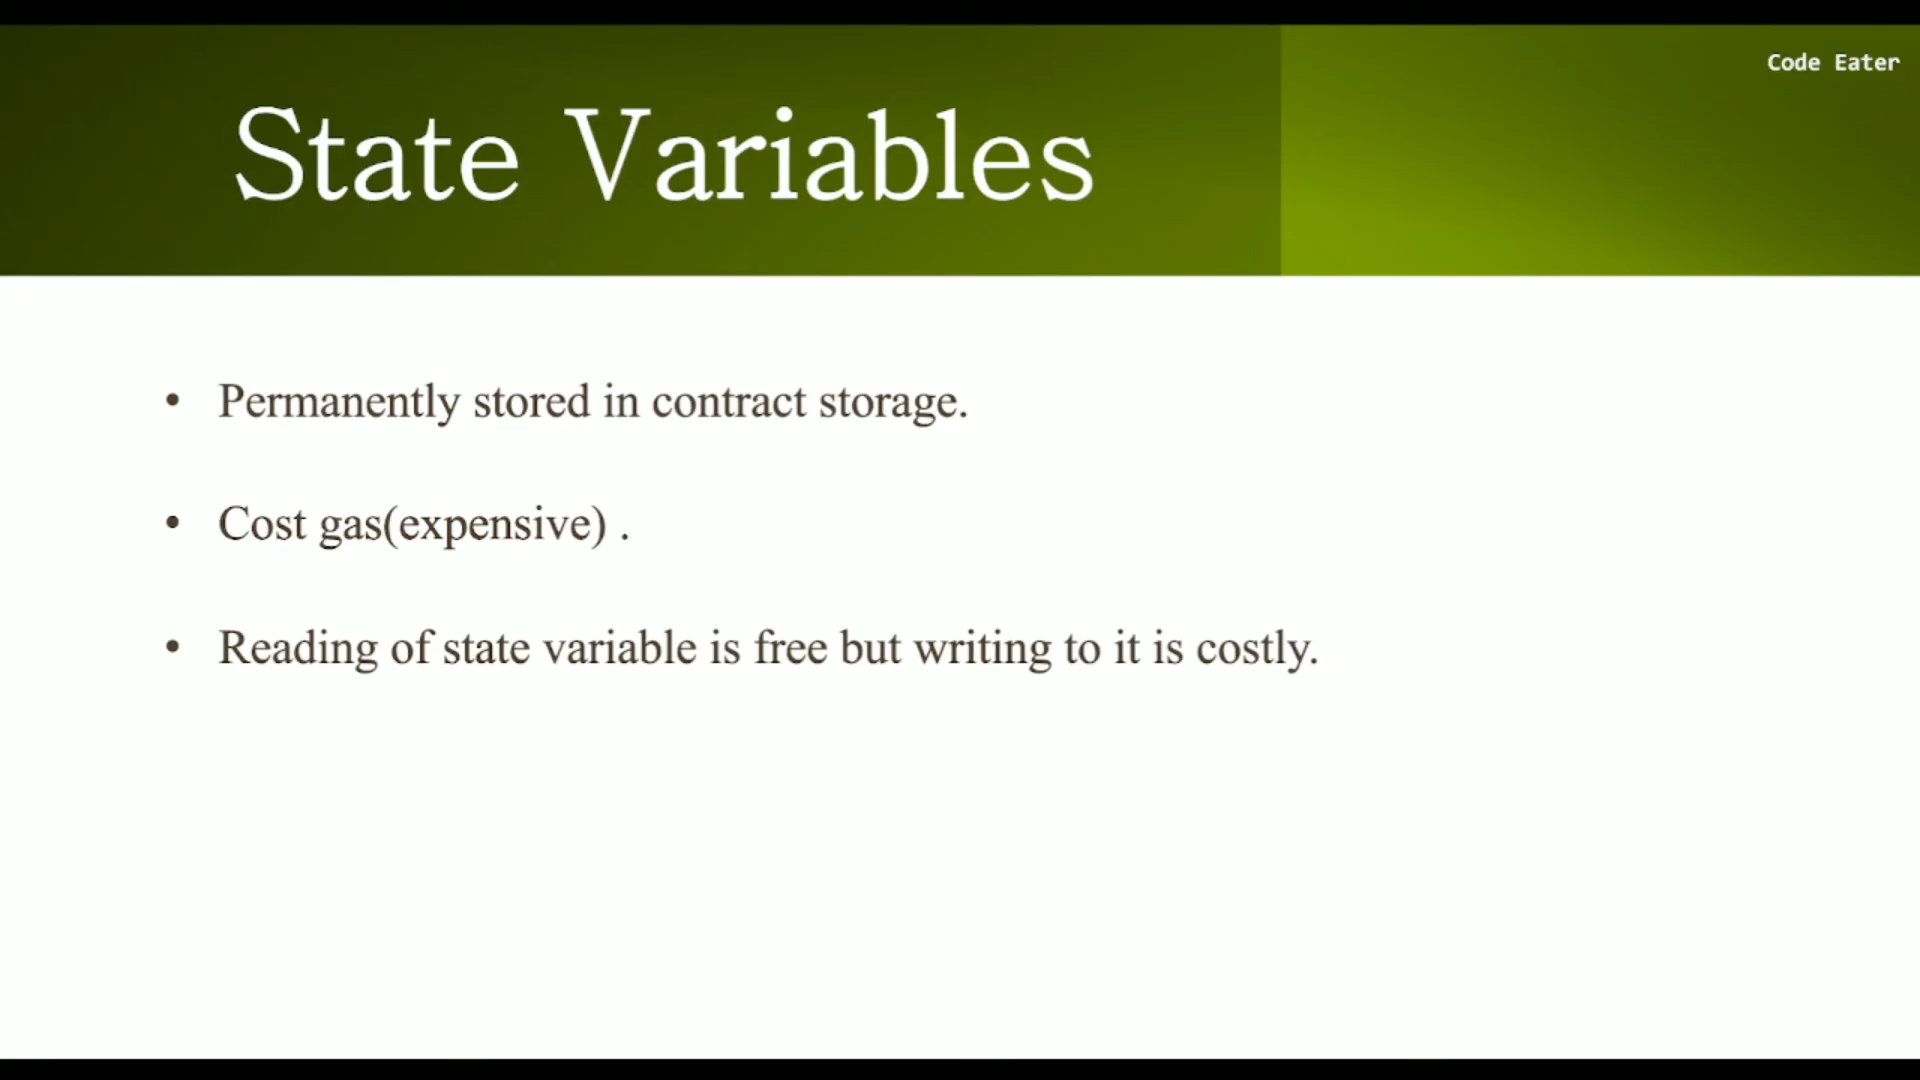 Code Eater
State Variables
• Permanently stored in contract storage.
• Cost gas(expensive) .
• Reading of state variable is free but writing to it is costly.